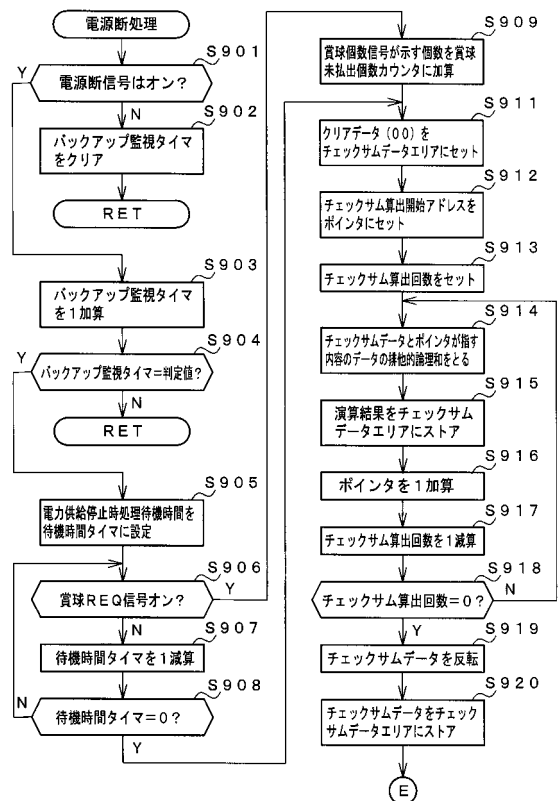 電源断処理
S901
電源断信号はオン？
Y
N
S902
バックアップ監視タイマ
をクリア
RET
S903
バックアップ監視タイマ
を1加算
S904
バックアップ監視タイマ=判定値？
Y
N
RET
S905
電力供給停止時処理待機時間を
待機時間タイマに設定
S906
賞球REQ信号オン？
Y
N
S907
待機時間タイマを1減算
S908
待機時間タイマ=0？
N
Y
S909
賞球個数信号が示す個数を賞球
未払出個数カウンタに加算
S911
クリアデータ(00)を
チェックサムデータエリアにセット
S912
チェックサム算出開始アドレスを
ポインタにセット
S913
チェックサム算出回数をセット
S914
チェックサムデータとポインタが指す
内容のデータの排他的論理和をとる
S915
演算結果をチェックサム
データエリアにストア
S916
ポインタを1加算
S917
チェックサム算出回数を1減算
S918
チェックサム算出回数=0？
N
Y
S919
チェックサムデータを反転
S920
チェックサムデータをチェック
サムデータエリアにストア
E